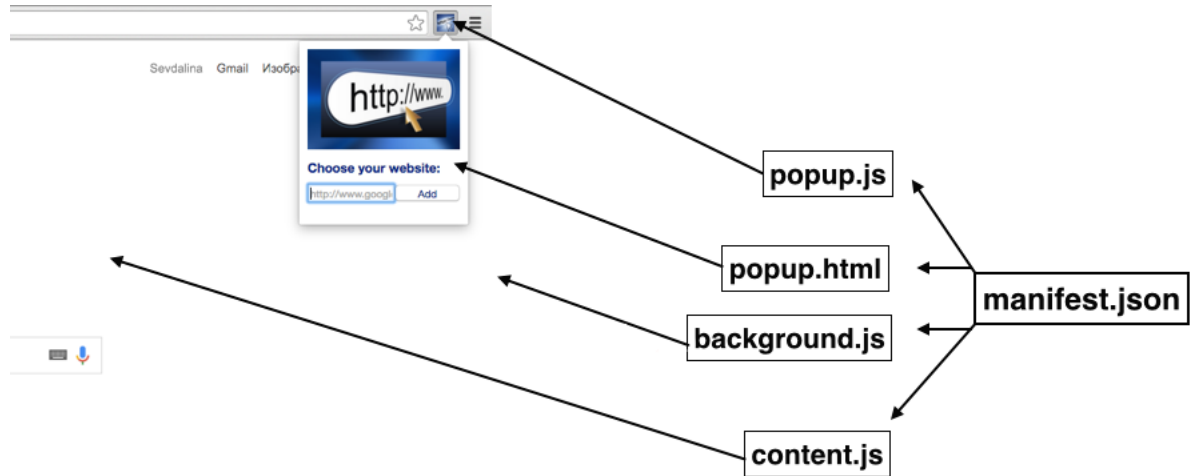 Sevdalina Gmail Изобра
http://www.
Choose your website:
http://www.googl Add
popup.js
popup.html
manifest.json
background.js
content.js